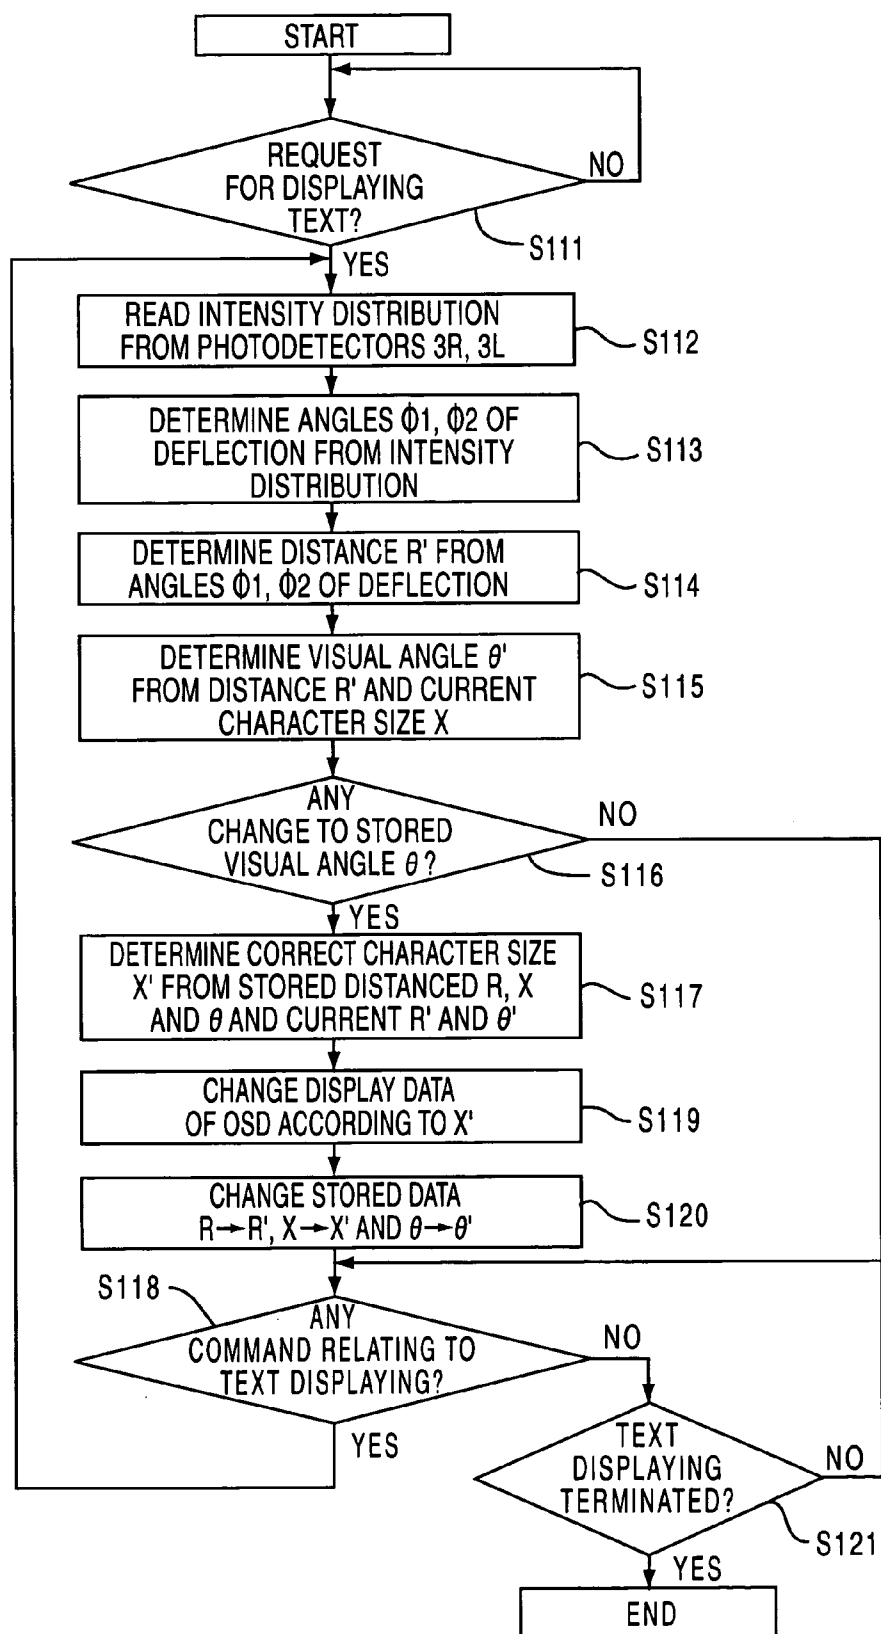 START
REQUEST
FOR DISPLAYING
TEXT?
NO
S111
YES
READ INTENSITY DISTRIBUTION
FROM PHOTODETECTORS 3R, 3L
S112
DETERMINE ANGLES Φ1, Φ2 OF
DEFLECTION FROM INTENSITY
DISTRIBUTION
S113
DETERMINE DISTANCE R' FROM
ANGLES Φ1, Φ2 OF DEFLECTION
S114
DETERMINE VISUAL ANGLE θ'
FROM DISTANCE R' AND CURRENT
CHARACTER SIZE X
S115
ANY
CHANGE TO STORED
VISUAL ANGLE θ?
NO
S116
YES
DETERMINE CORRECT CHARACTER SIZE
X' FROM STORED DISTANCED R, X
AND θ AND CURRENT R' AND θ'
S117
CHANGE DISPLAY DATA
OF OSD ACCORDING TO X'
S119
CHANGE STORED DATA
R→R', X→X' AND θ→θ'
S120
S118
ANY
COMMAND RELATING TO
TEXT DISPLAYING?
NO
YES
TEXT
DISPLAYING
TERMINATED?
NO
S121
YES
END